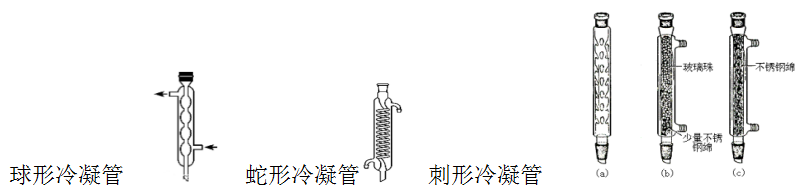 球形冷凝管 蛇形冷凝管 刺形冷凝管
玻璃珠
不锈钢绵
少量不锈
钢绵
(a) (b) (c)